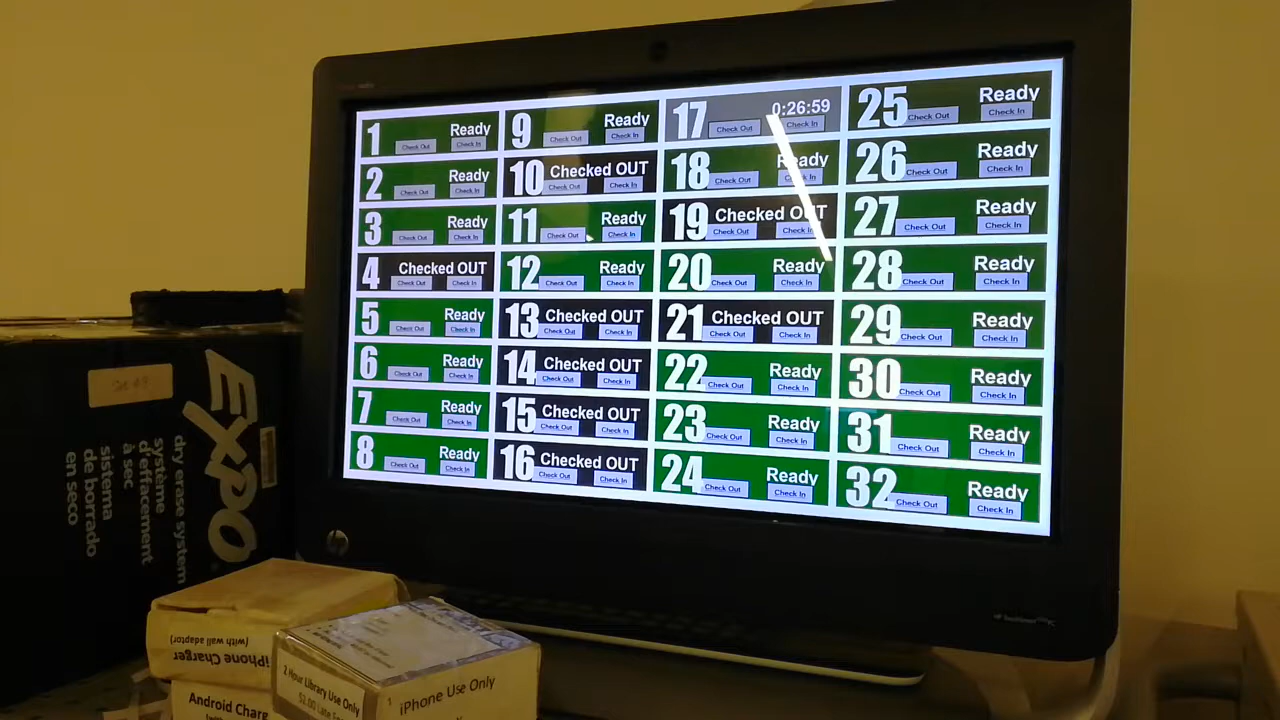 1 Ready
Check Out Check In
2 Ready
Check Out Check In
3 Ready
Check Out Check In
4 Checked OUT
Check Out Check In
5 Ready
Check Out Check In
6 Ready
Check Out Check In
7 Ready
Check Out Check In
8 Ready
Check Out Check In
9 Ready
Check Out Check In
10 Checked OUT
Check Out Check In
11 Ready
Check Out Check In
12 Ready
Check Out Check In
13 Checked OUT
Check Out Check In
14 Checked OUT
Check Out Check In
15 Checked OUT
Check Out Check In
16 Checked OUT
Check Out Check In
17 0:26:59
Check Out Check In
18 Ready
Check Out Check In
19 Checked OUT
Check Out Check In
20 Ready
Check Out Check In
21 Checked OUT
Check Out Check In
22 Ready
Check Out Check In
23 Ready
Check Out Check In
24 Ready
Check Out Check In
25 Ready
Check Out Check In
26 Ready
Check Out Check In
27 Ready
Check Out Check In
28 Ready
Check Out Check In
29 Ready
Check Out Check In
30 Ready
Check Out Check In
31 Ready
Check Out Check In
32 Ready
Check Out Check In
hp
EXPO
dry erase system
système
d'effacement
à sec
sistema
de borrado
en seco
iPhone Charger
(with wall adaptor)
Android Charg
2 Hour Library Use Only
$2.00 Late
1 iPhone Use Only